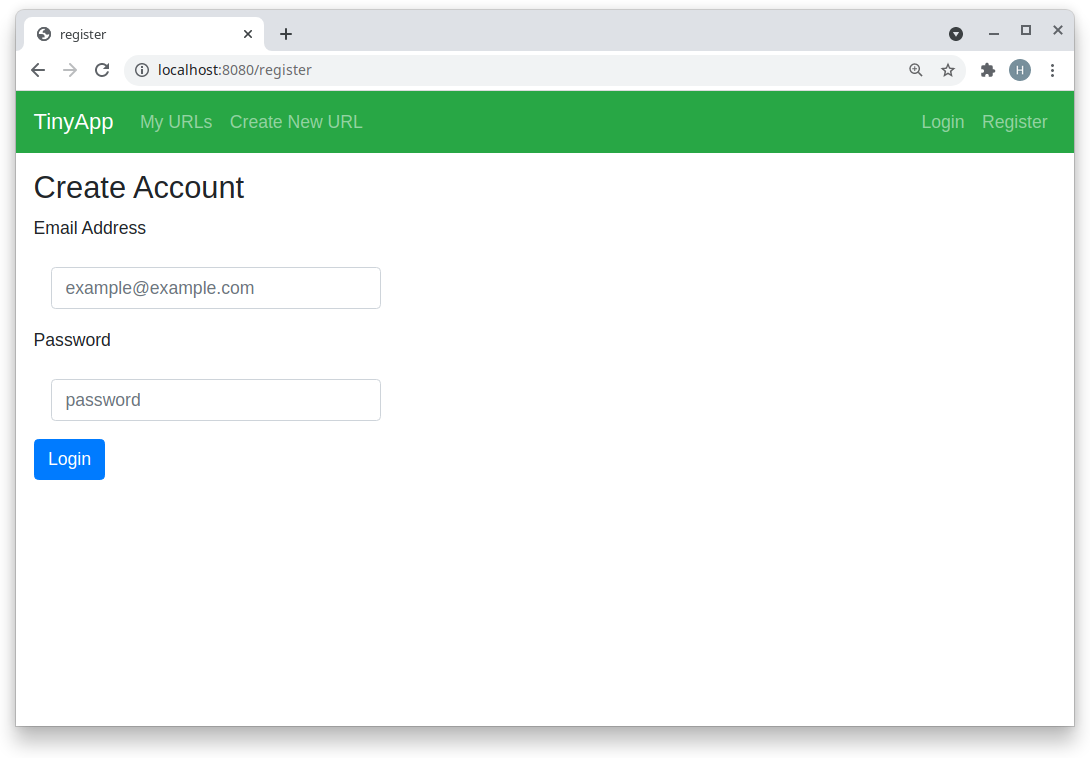 register
localhost:8080/register
H
TinyApp My URLs Create New URL Login Register
Create Account
Email Address
example@example.com
Password
password
Login